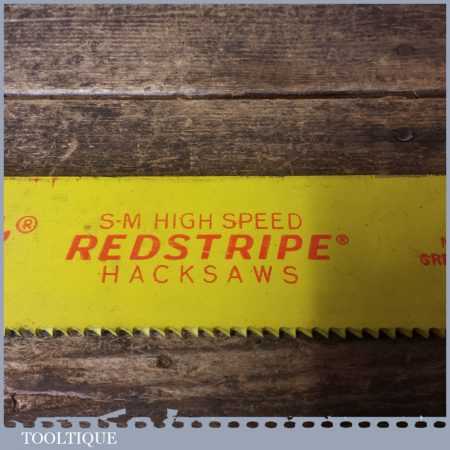 S-M HIGH SPEED
REDSTRIPE®
HACKSAWS
TOOLTIQUE